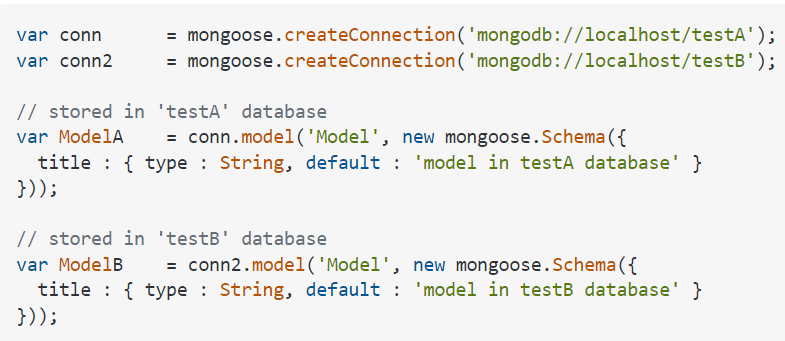 var conn      = mongoose.createConnection('mongodb://localhost/testA');
var conn2     = mongoose.createConnection('mongodb://localhost/testB');

// stored in 'testA' database
var ModelA    = conn.model('Model', new mongoose.Schema({
  title : { type : String, default : 'model in testA database' }
}));

// stored in 'testB' database
var ModelB    = conn2.model('Model', new mongoose.Schema({
  title : { type : String, default : 'model in testB database' }
}));